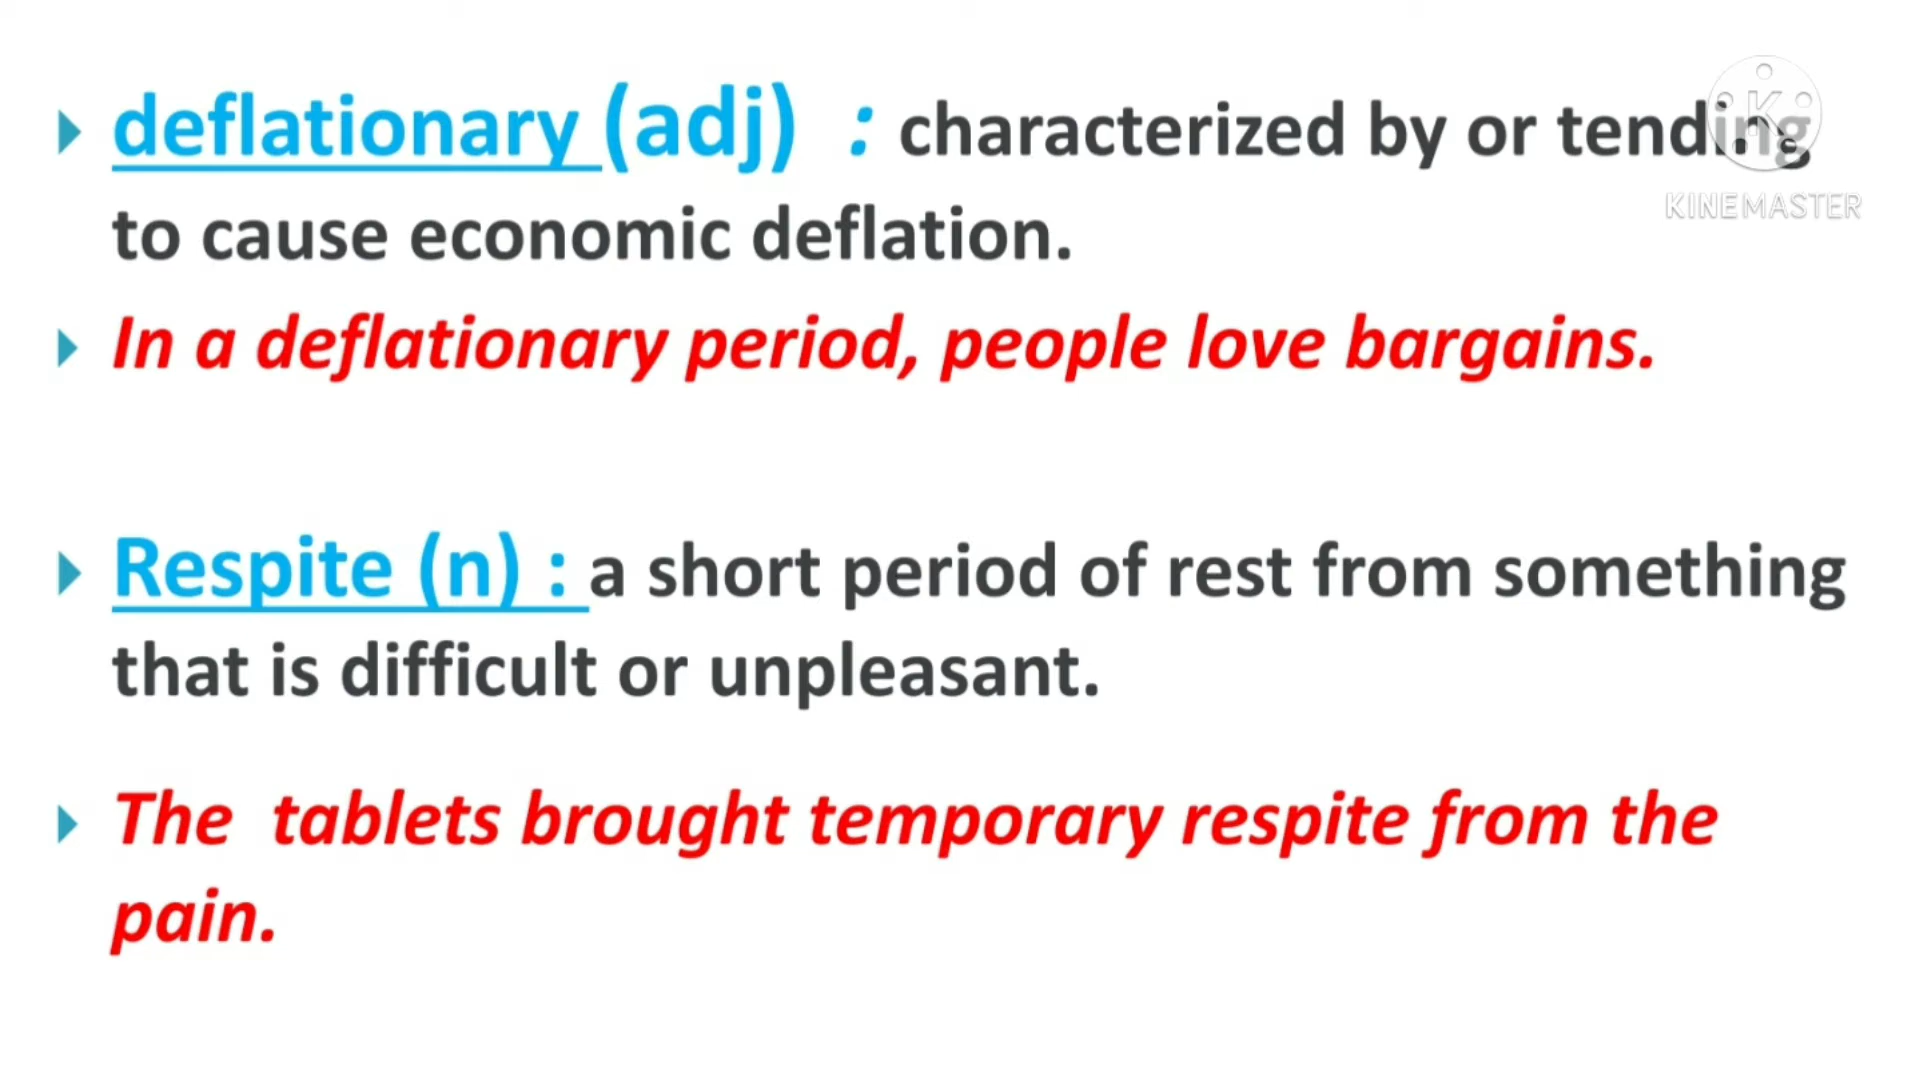 deflationary (adj) : characterized by or tending
KINEMASTER
to cause economic deflation.
In a deflationary period, people love bargains.
Respite (n) : a short period of rest from something
that is difficult or unpleasant.
The tablets brought temporary respite from the
pain.